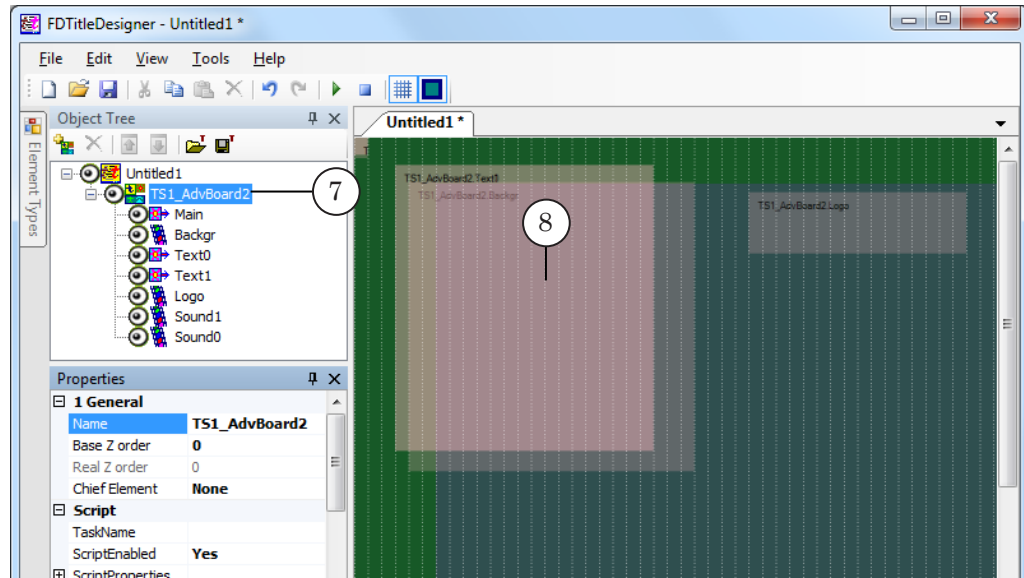 FDTitleDesigner - Untitled1 *
File Edit View Tools Help
Element Types
Object Tree
Untitled1
TS1_AdvBoard2
Main
Backgr
Text0
Text1
Logo
Sound1
Sound0
7
Properties
1 General
Name TS1_AdvBoard2
Base Z order 0
Real Z order 0
Chief Element None
Script
TaskName
ScriptEnabled Yes
ScriptProperties
Untitled1 *
T
TS1_AdvBoard2.Backgr
8
TS1_AdvBoard2.Logo